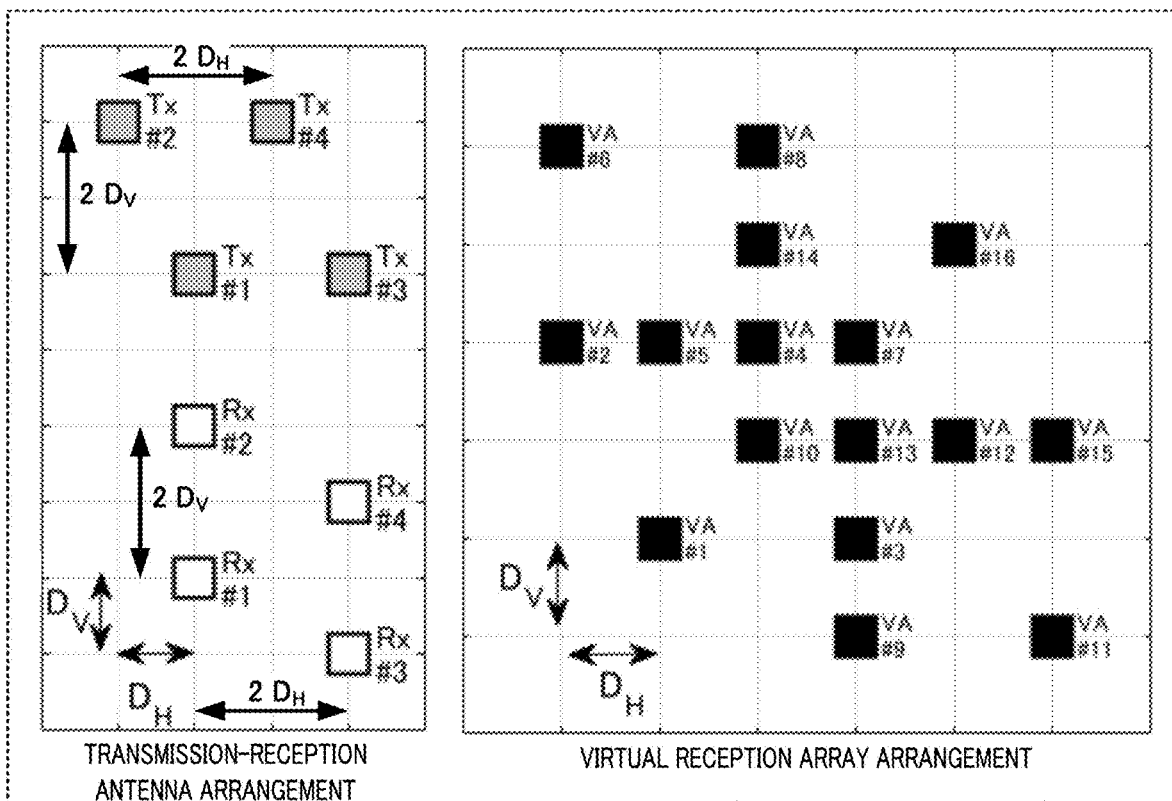 2 DH
Tx
#2
Tx
#4
2 DV
Tx
#1
Tx
#3
Rx
#2
2 DV
Rx
#4
Rx
#1
DV
Rx
#3
DH
2 DH
TRANSMISSION-RECEPTION
ANTENNA ARRANGEMENT
VA
#6
VA
#8
VA
#14
VA
#16
VA
#2
VA
#5
VA
#4
VA
#7
VA
#10
VA
#13
VA
#12
VA
#15
VA
#1
VA
#3
DV
VA
#9
VA
#11
DH
VIRTUAL RECEPTION ARRAY ARRANGEMENT